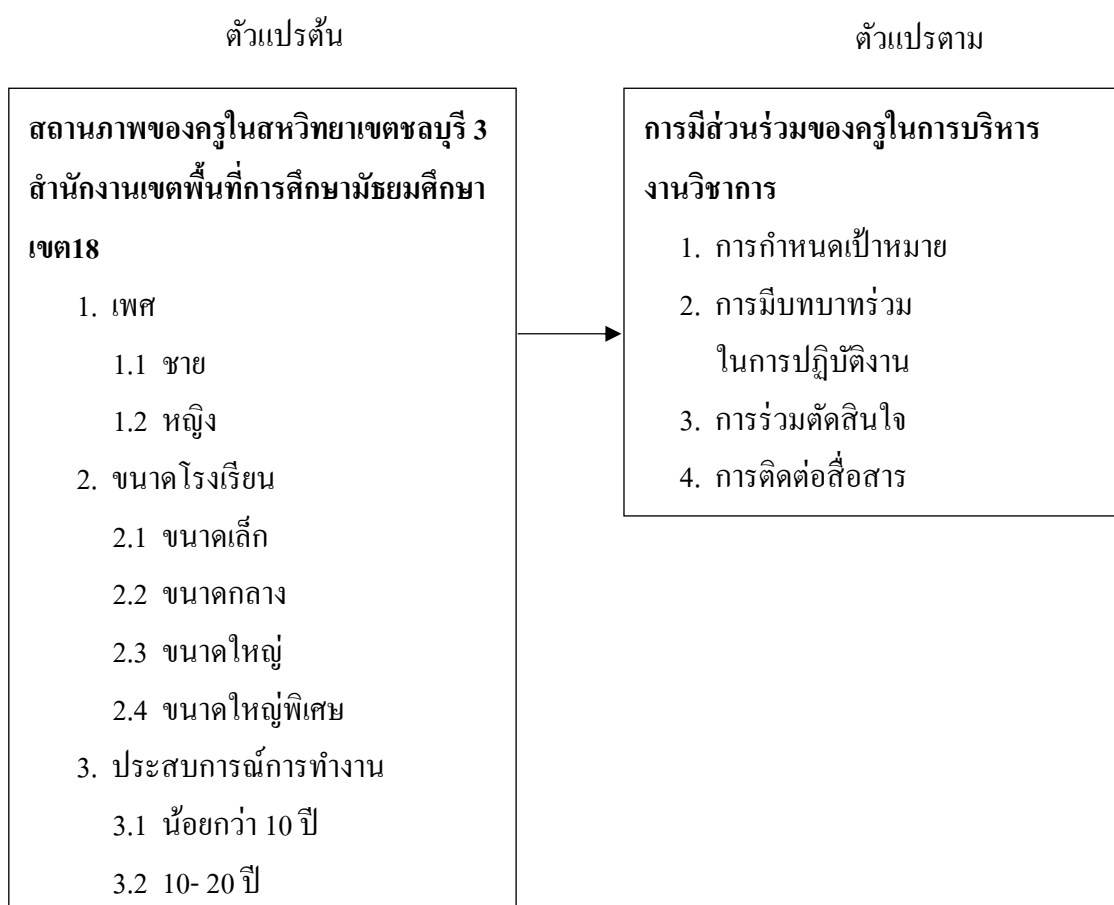 ตัวแปรต้น
สถานภาพของครูในสหวิทยาเขตชลบุรี 3
สำนักงานเขตพื้นที่การศึกษามัธยมศึกษา
เขต18
1. เพศ
1.1 ชาย
1.2 หญิง
2. ขนาดโรงเรียน
2.1 ขนาดเล็ก
2.2 ขนาดกลาง
2.3 ขนาดใหญ่
2.4 ขนาดใหญ่พิเศษ
3. ประสบการณ์การทำงาน
3.1 น้อยกว่า 10 ปี
3.2 10- 20 ปี
ตัวแปรตาม
การมีส่วนร่วมของครูในการบริหาร
งานวิชาการ
1. การกำหนดเป้าหมาย
2. การมีบทบาทร่วม
ในการปฏิบัติงาน
3. การร่วมตัดสินใจ
4. การติดต่อสื่อสาร